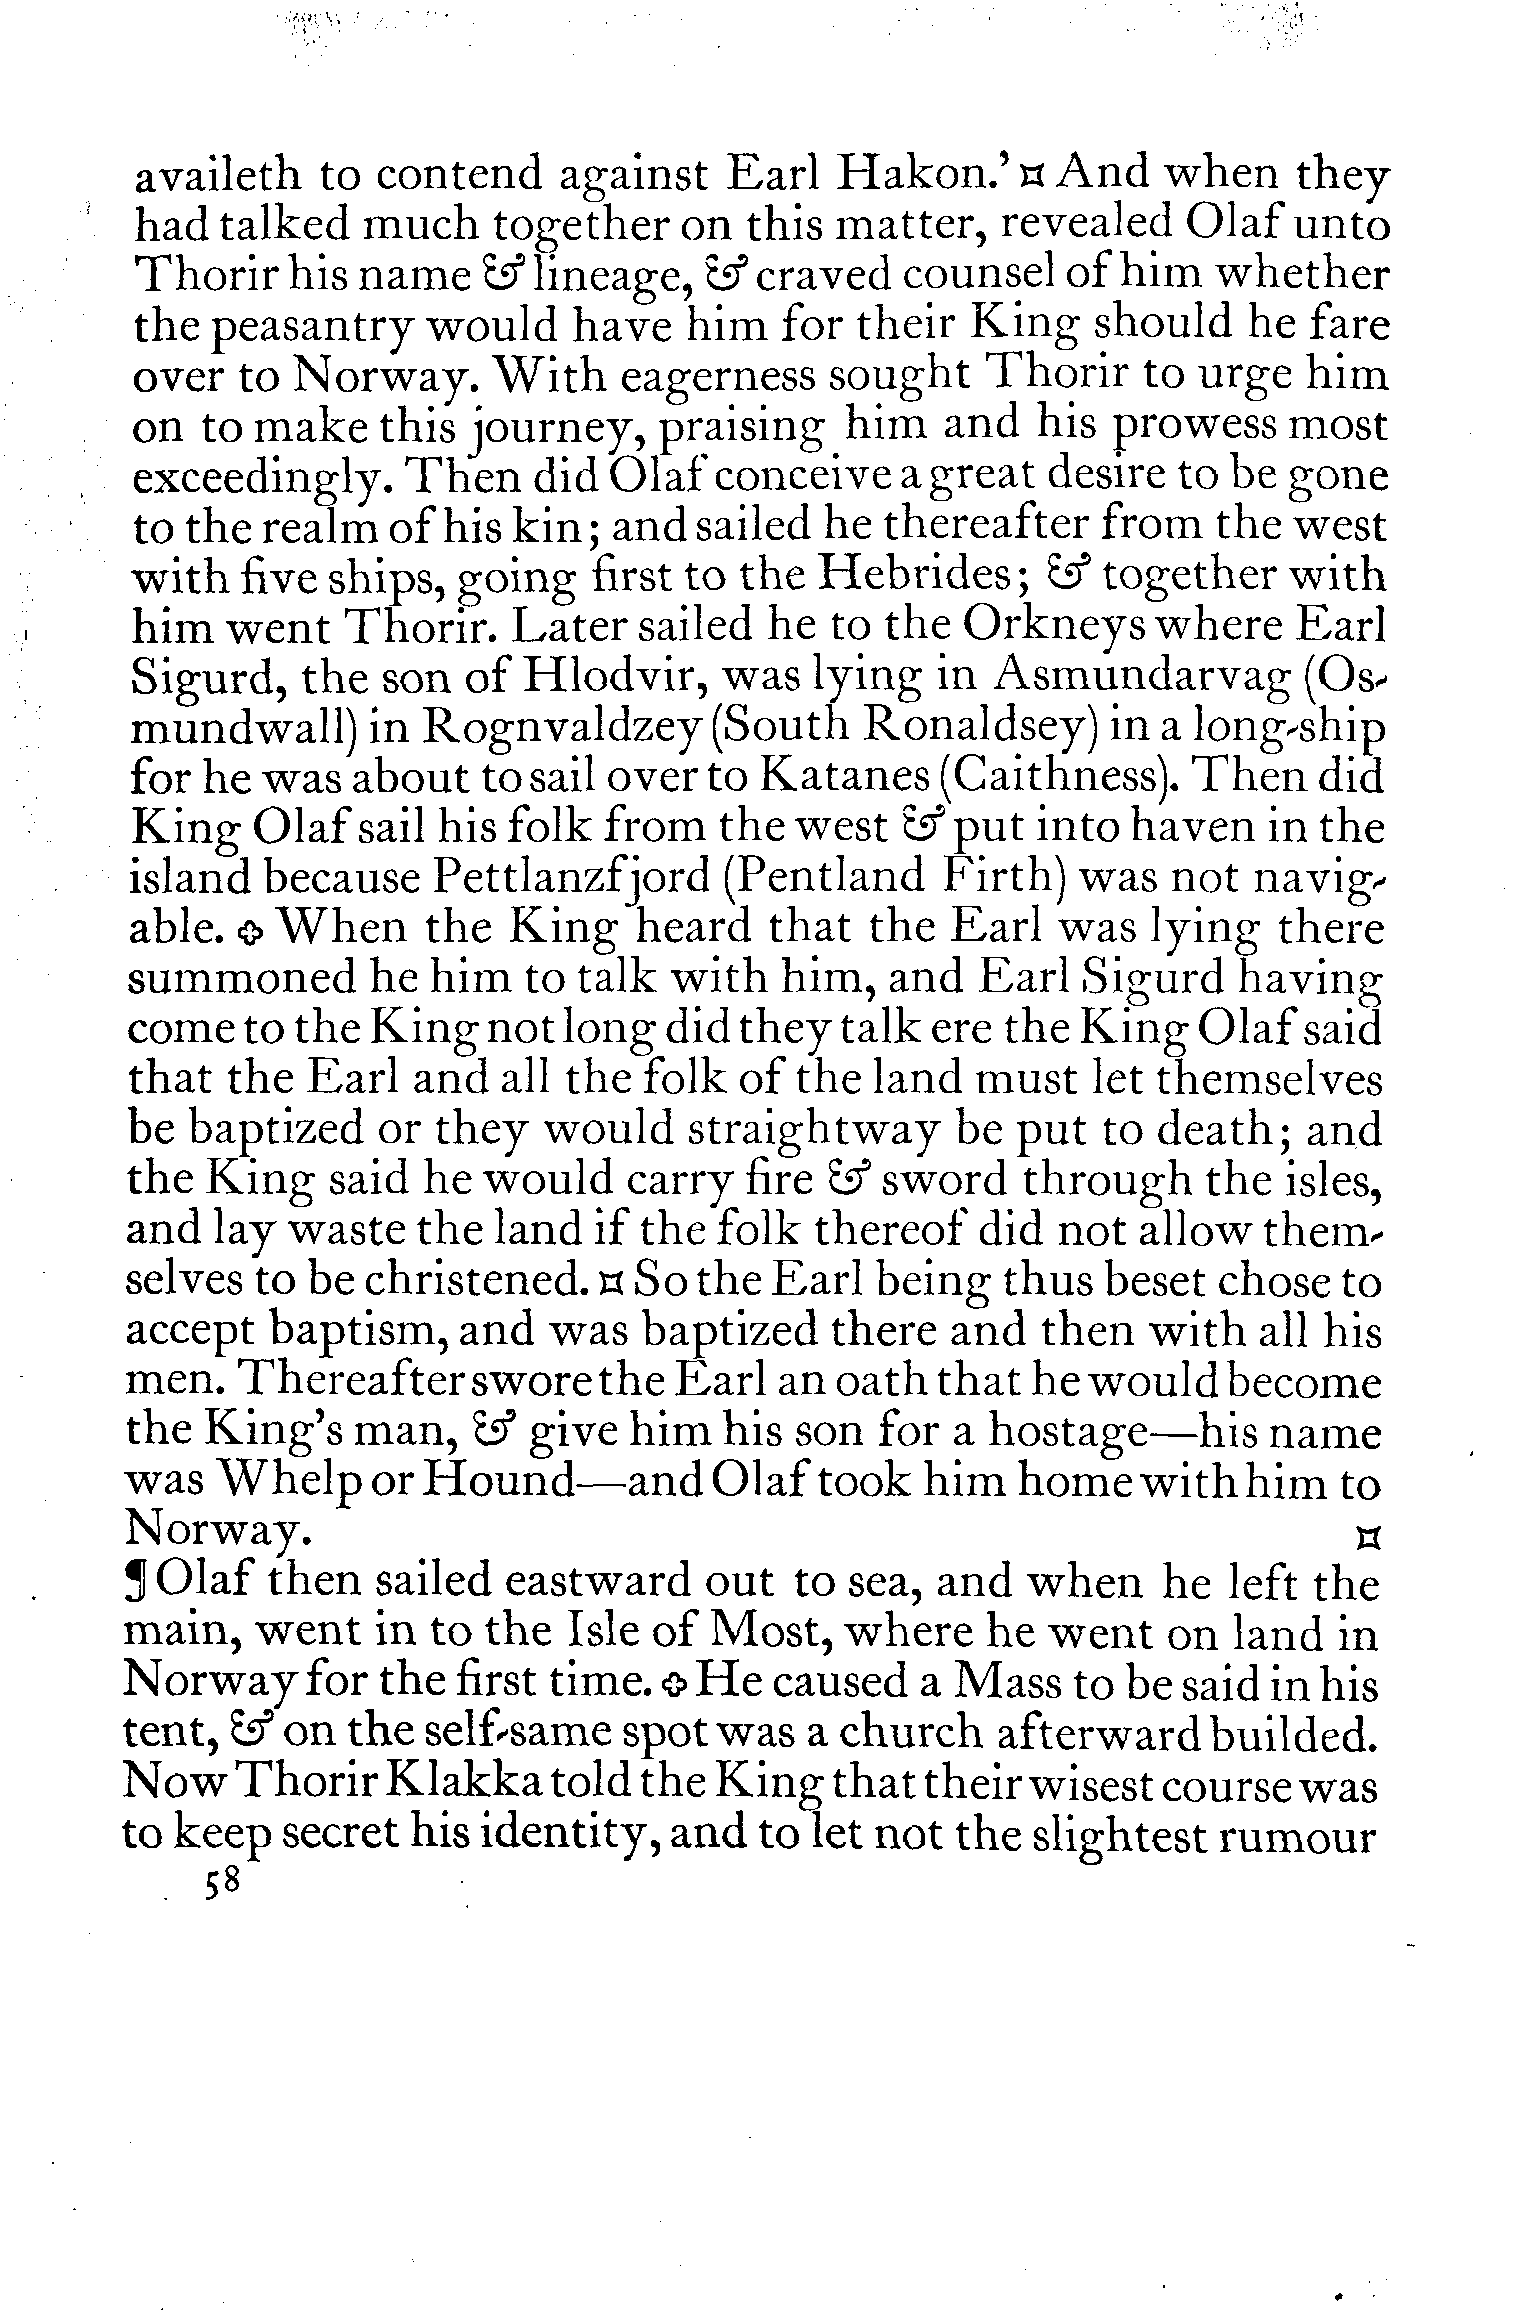 availeth to contend against Earl Hakon.’ ¤ And when they
had talked much together on this matter, revealed Olaf unto
Thorir his name & lineage, & craved counsel of him whether
the peasantry would have him for their King should he fare
over to Norway. With eagerness sought Thorir to urge him
on to make this journey, praising him and his prowess most
exceedingly. Then did Olaf conceive a great desire to be gone
to the realm of his kin; and sailed he thereafter from the west
with five ships, going first to the Hebrides; & together with
him went Thorir. Later sailed he to the Orkneys where Earl
Sigurd, the son of Hlodvir, was lying in Asmundarvag (Os-
mundwall) in Rognvaldzey (South Ronaldsey) in a long-ship
for he was about to sail over to Katanes (Caithness). Then did
King Olaf sail his folk from the west & put into haven in the
island because Pettlanzfjord (Pentland Firth) was not navig-
able. ✥ When the King heard that the Earl was lying there
summoned he him to talk with him, and Earl Sigurd having
come to the King not long did they talk ere the King Olaf said
that the Earl and all the folk of the land must let themselves
be baptized or they would straightway be put to death; and
the King said he would carry fire & sword through the isles,
and lay waste the land if the folk thereof did not allow them-
selves to be christened. ¤ So the Earl being thus beset chose to
accept baptism, and was baptized there and then with all his
men. Thereafter swore the Earl an oath that he would become
the King’s man, & give him his son for a hostage—his name
was Whelp or Hound—and Olaf took him home with him to
Norway. ¤
¶ Olaf then sailed eastward out to sea, and when he left the
main, went in to the Isle of Most, where he went on land in
Norway for the first time. ✥ He caused a Mass to be said in his
tent, & on the self-same spot was a church afterward builded.
Now Thorir Klakka told the King that their wisest course was
to keep secret his identity, and to let not the slightest rumour
58